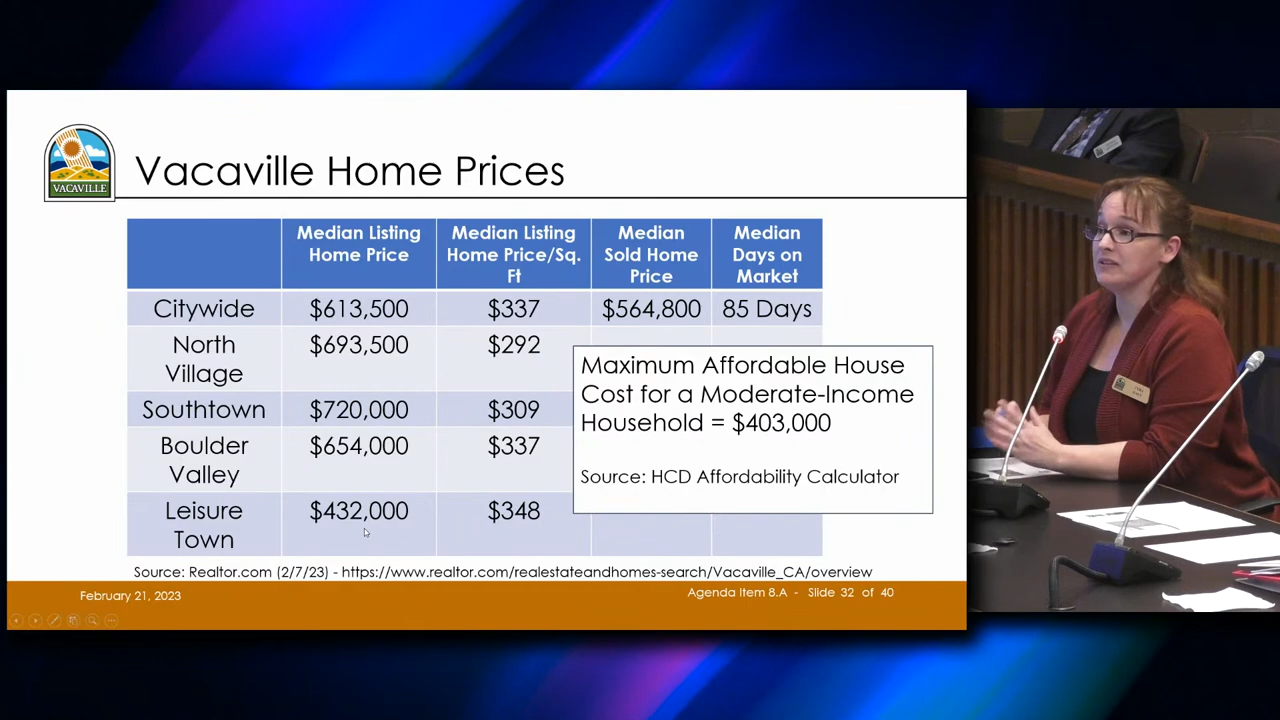 VACAVILLE
Vacaville Home Prices
Median Listing Home Price
Median Listing Home Price/Sq. Ft
Median Sold Home Price
Median Days on Market
Citywide $613,500 $337 $564,800 85 Days
North Village $693,500 $292
Southtown $720,000 $309
Boulder Valley $654,000 $337
Leisure Town $432,000 $348
Maximum Affordable House
Cost for a Moderate-Income
Household = $403,000
Source: HCD Affordability Calculator
Source: Realtor.com (2/7/23) - https://www.realtor.com/realestateandhomes-search/Vacaville_CA/overview
February 21, 2023
Agenda Item 8.A - Slide 32 of 40